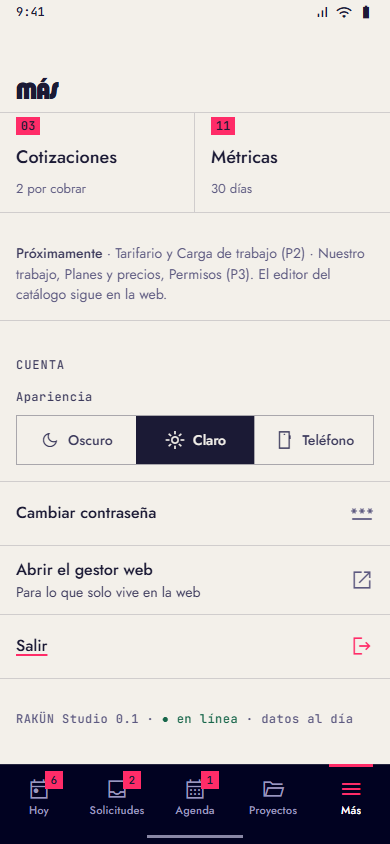 9:41
MÁS
03
11
Cotizaciones
Métricas
2 por cobrar
30 días
Próximamente · Tarifario y Carga de trabajo (P2) · Nuestro
trabajo, Planes y precios, Permisos (P3). El editor del
catálogo sigue en la web.
CUENTA
Apariencia
Oscuro
Claro
Teléfono
Cambiar contraseña
Abrir el gestor web
Para lo que solo vive en la web
Salir
RAKÜN Studio 0.1 · ● en línea · datos al día
6
2
1
Hoy
Solicitudes
Agenda
Proyectos
Más